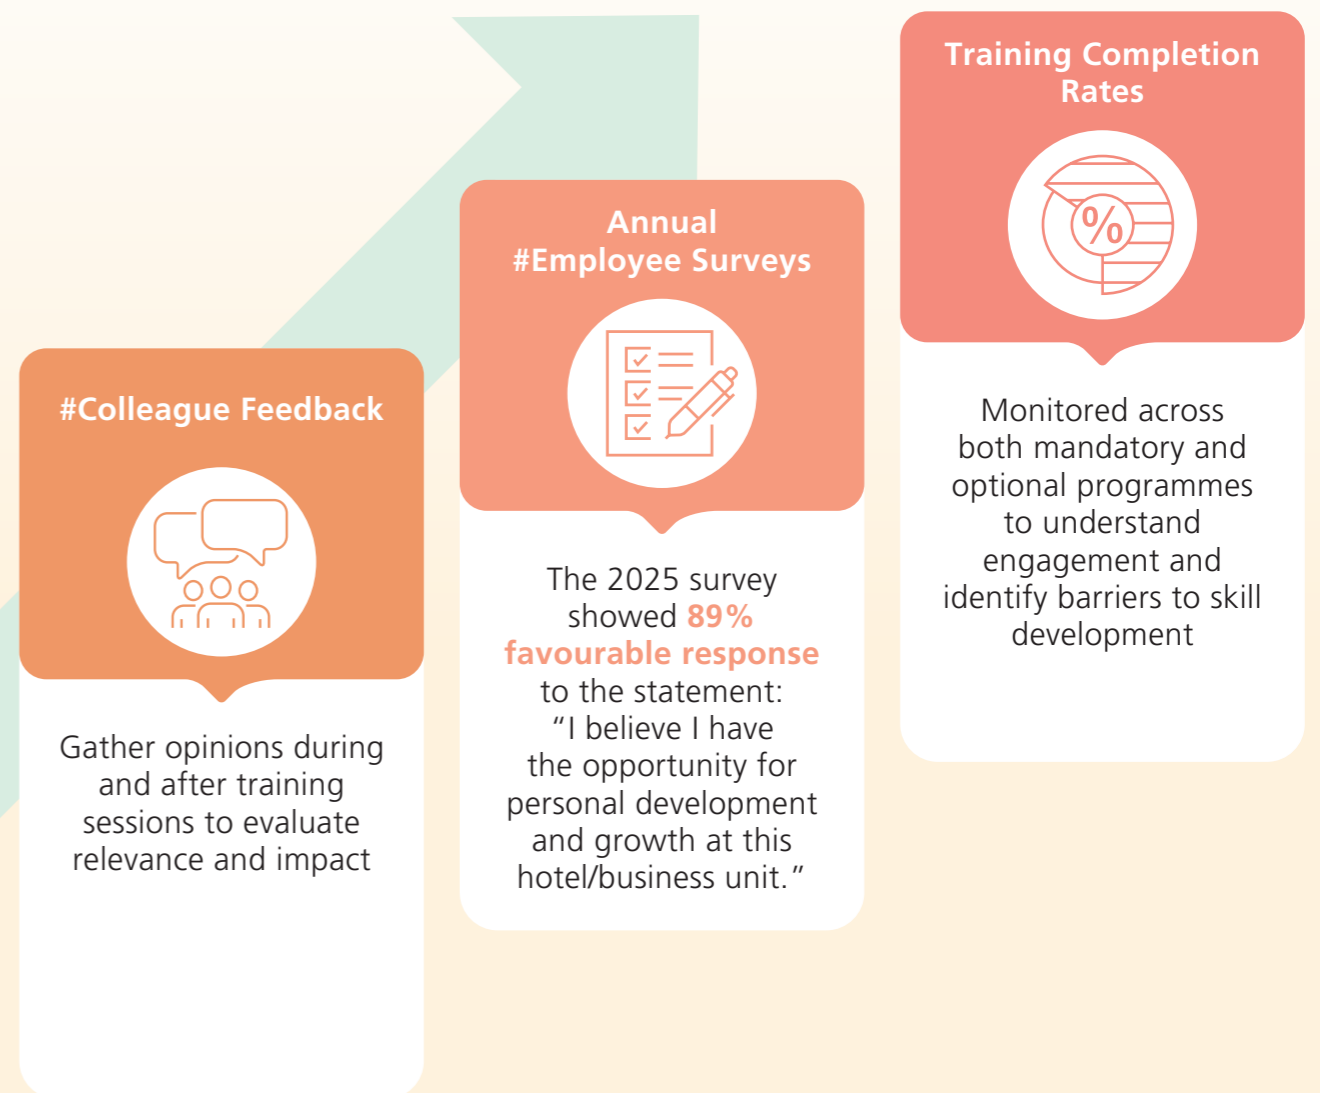 #Colleague Feedback
Gather opinions during
and after training
sessions to evaluate
relevance and impact
Annual
#Employee Surveys
The 2025 survey
showed 89%
favourable response
to the statement:
“I believe I have
the opportunity for
personal development
and growth at this
hotel/business unit.”
Training Completion
Rates
%
Monitored across
both mandatory and
optional programmes
to understand
engagement and
identify barriers to skill
development